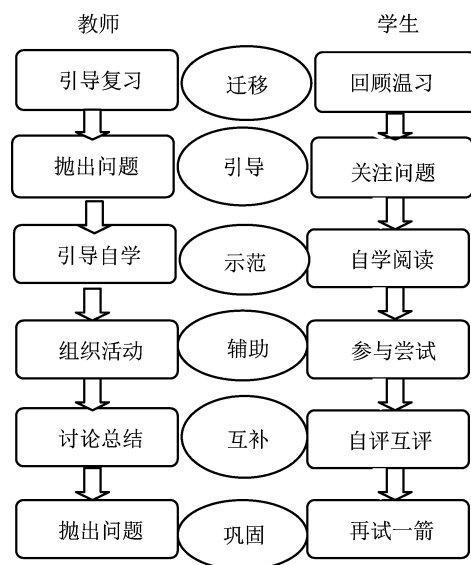 教师 学生
引导复习 迁移 回顾温习
抛出问题 引导 关注问题
引导自学 示范 自学阅读
组织活动 辅助 参与尝试
讨论总结 互补 自评互评
抛出问题 巩固 再试一箭